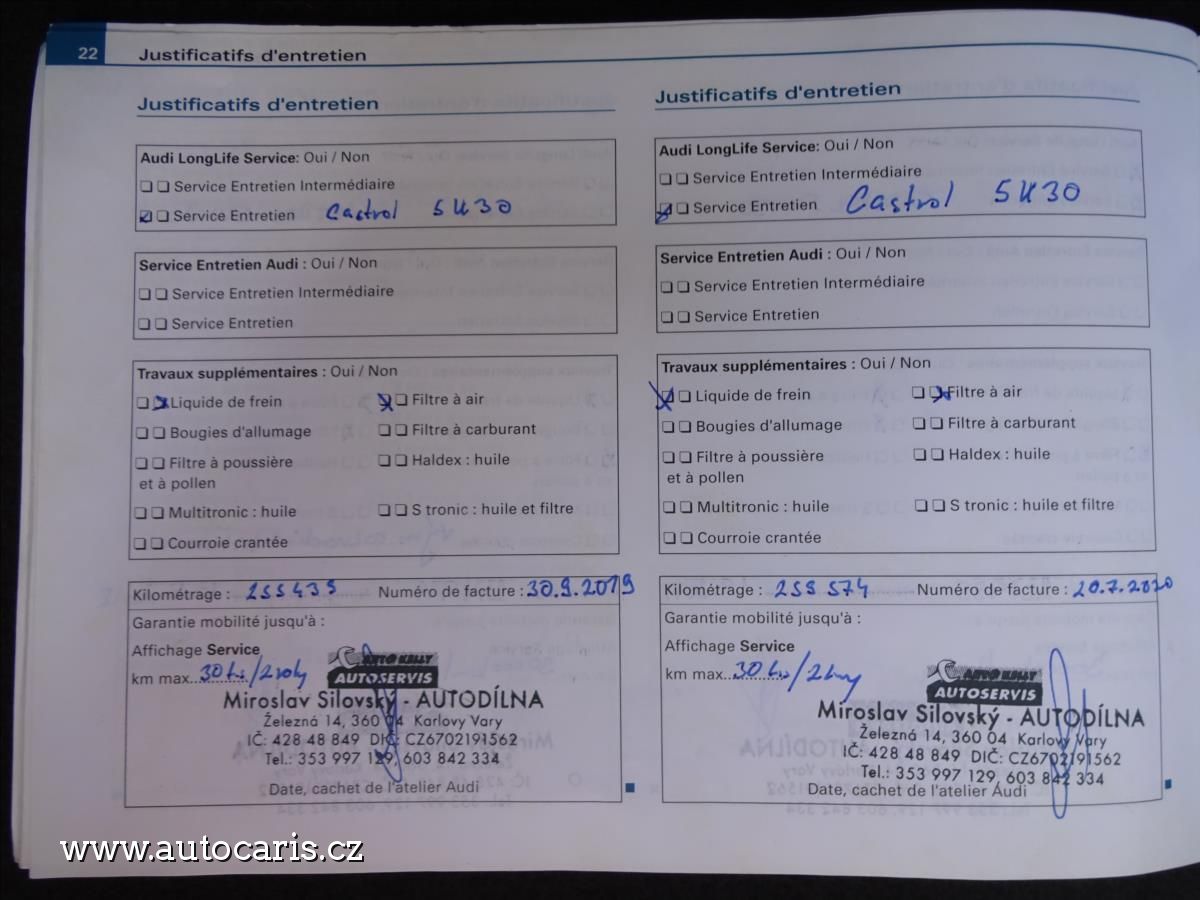 22 Justificatifs d'entretien
Justificatifs d'entretien
Audi LongLife Service: Oui / Non
❑ ❑ Service Entretien Intermédiaire
☑ ❑ Service Entretien Castrol 5W30
Service Entretien Audi : Oui / Non
❑ ❑ Service Entretien Intermédiaire
❑ ❑ Service Entretien
Travaux supplémentaires : Oui / Non
❑ ☒ Liquide de frein ☒ ❑ Filtre à air
❑ ❑ Bougies d'allumage ❑ ❑ Filtre à carburant
❑ ❑ Filtre à poussière ❑ ❑ Haldex : huile
et à pollen
❑ ❑ Multitronic : huile ❑ ❑ S tronic : huile et filtre
❑ ❑ Courroie crantée
Kilométrage : 255439 Numéro de facture : 30.9.2019
Garantie mobilité jusqu'à :
Affichage Service
km max.
AUTO KELLY
AUTOSERVIS
Miroslav Silovský - AUTODÍLNA
Železná 14, 360 04 Karlovy Vary
IČ: 428 48 849 DIČ: CZ6702191562
Tel.: 353 997 129, 603 842 334
Date, cachet de l'atelier Audi
Justificatifs d'entretien
Audi LongLife Service: Oui / Non
❑ ❑ Service Entretien Intermédiaire
☒ ❑ Service Entretien Castrol 5W30
Service Entretien Audi : Oui / Non
❑ ❑ Service Entretien Intermédiaire
❑ ❑ Service Entretien
Travaux supplémentaires : Oui / Non
☒ ❑ Liquide de frein ❑ ☒ Filtre à air
❑ ❑ Bougies d'allumage ❑ ❑ Filtre à carburant
❑ ❑ Filtre à poussière ❑ ❑ Haldex : huile
et à pollen
❑ ❑ Multitronic : huile ❑ ❑ S tronic : huile et filtre
❑ ❑ Courroie crantée
Kilométrage : 259574 Numéro de facture : 20.7.2020
Garantie mobilité jusqu'à :
Affichage Service
km max.
AUTO KELLY
AUTOSERVIS
Miroslav Silovský - AUTODÍLNA
Železná 14, 360 04 Karlovy Vary
IČ: 428 48 849 DIČ: CZ6702191562
Tel.: 353 997 129, 603 842 334
Date, cachet de l'atelier Audi
www.autocaris.cz